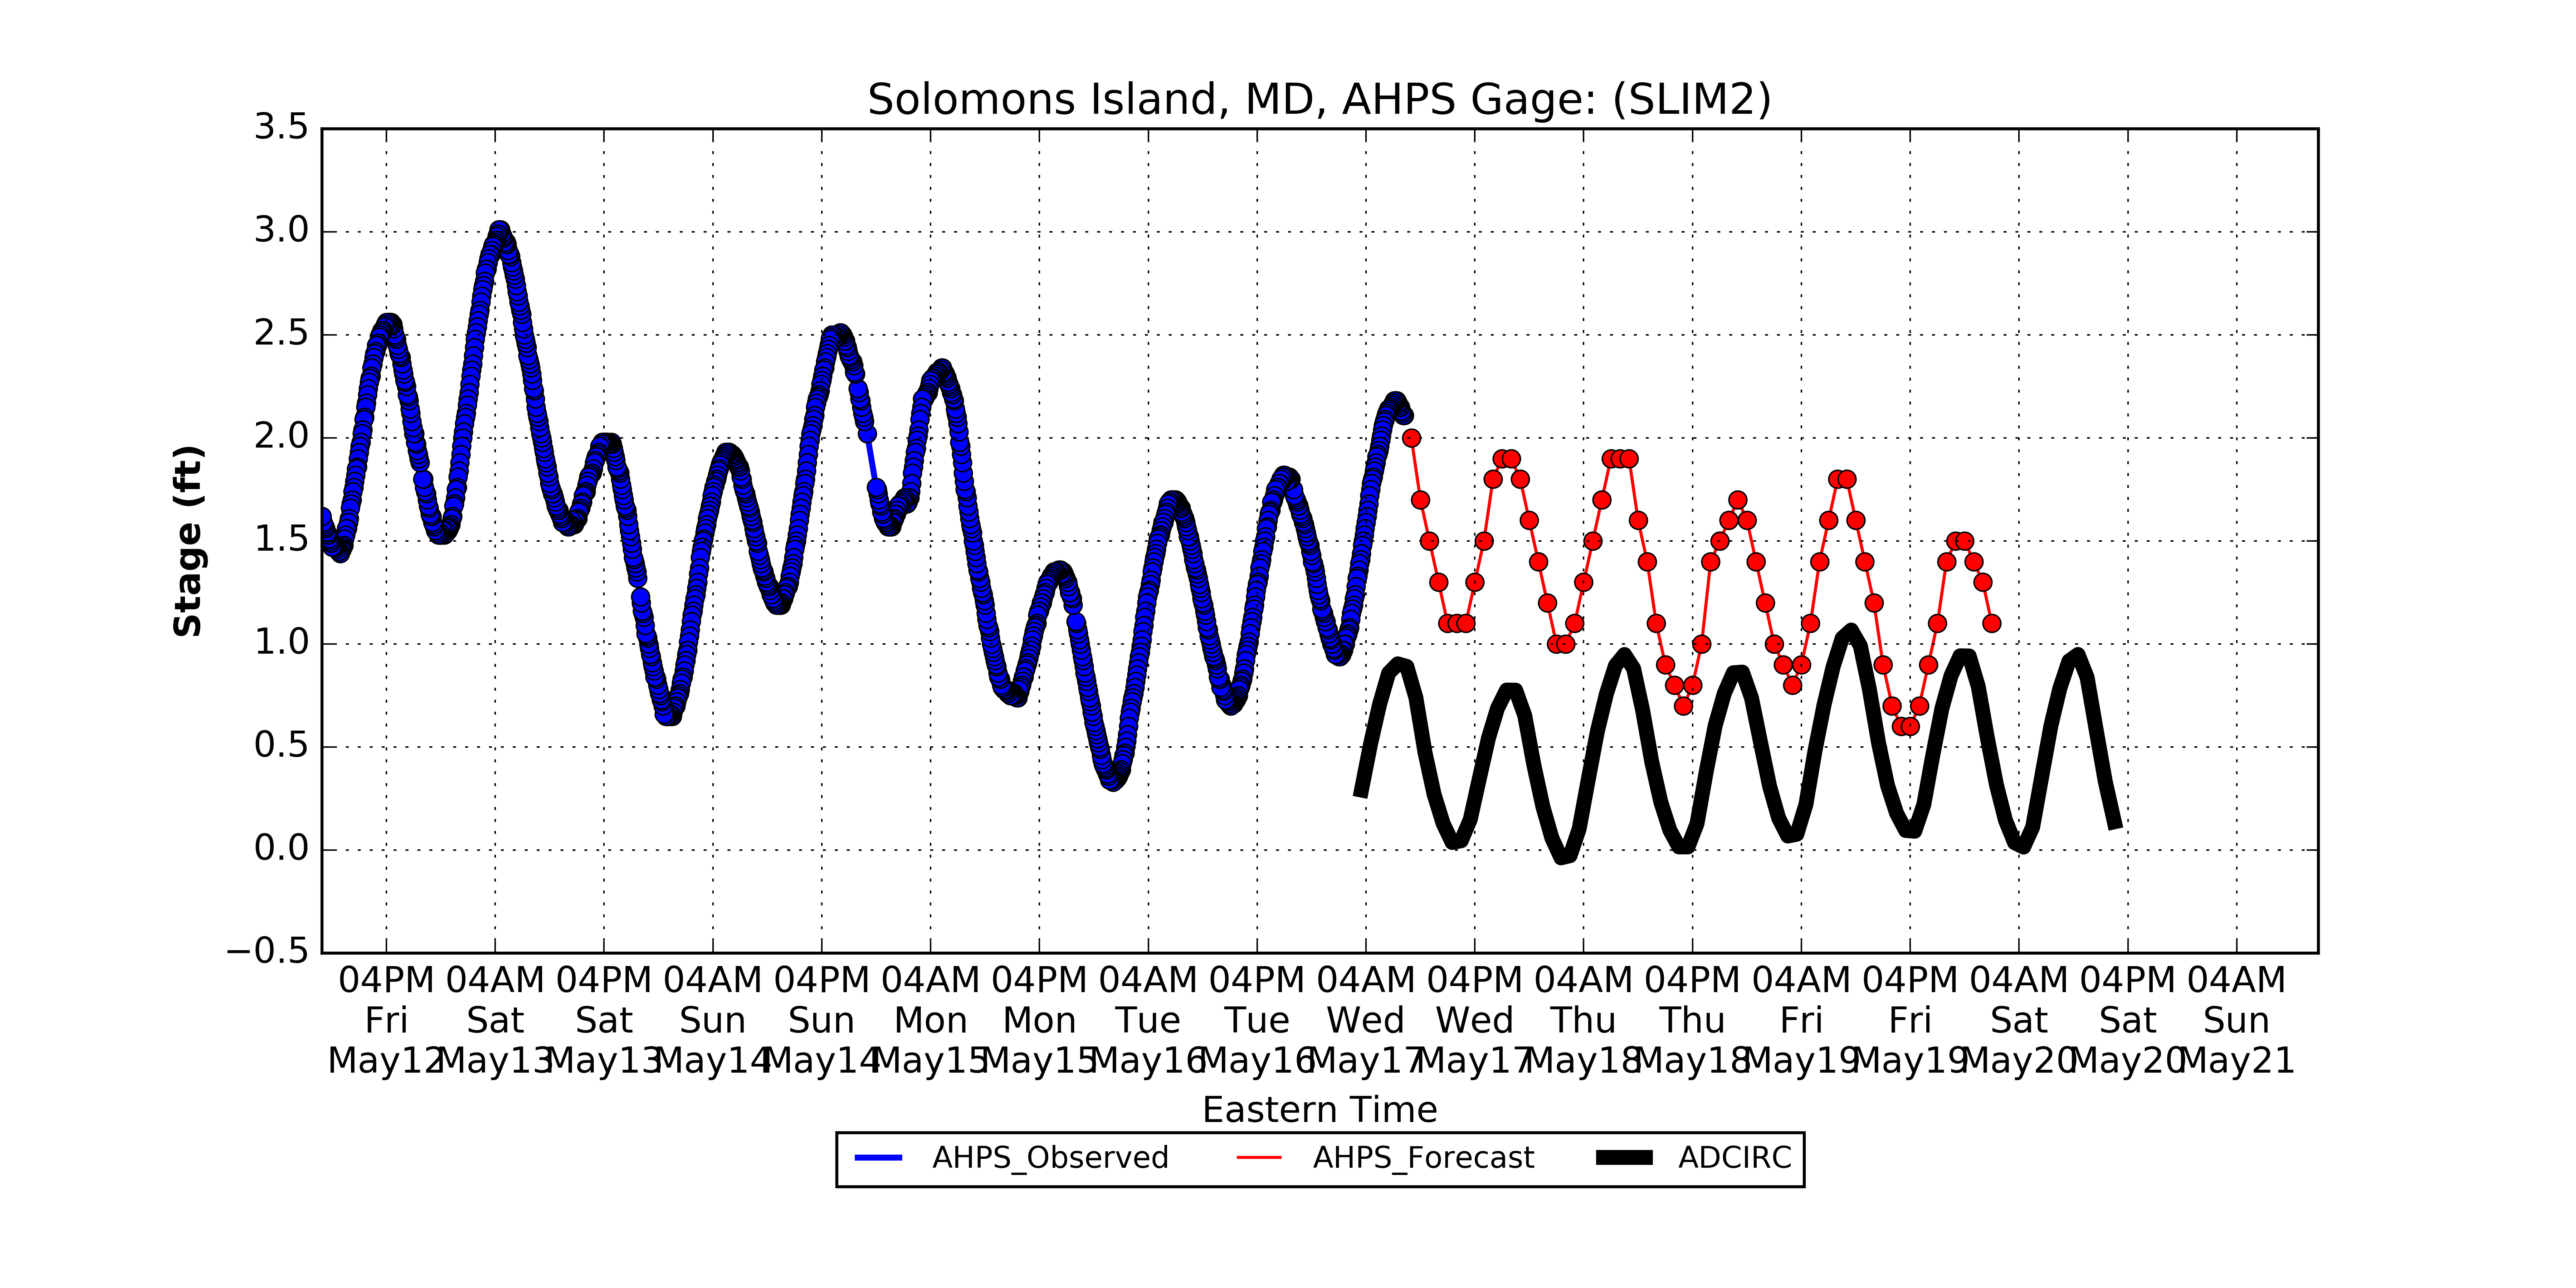 Solomons Island, MD, AHPS Gage: (SLIM2)
3.5
3.0
2.5
2.0
1.5
1.0
0.5
0.0
−0.5
Stage (ft)
04PM 04AM 04PM 04AM 04PM 04AM 04PM 04AM 04PM 04AM 04PM 04AM 04PM 04AM 04PM 04AM 04PM 04AM
Fri Sat Sat Sun Sun Mon Mon Tue Tue Wed Wed Thu Thu Fri Fri Sat Sat Sun
May12 May13 May13 May14 May14 May15 May15 May16 May16 May17 May17 May18 May18 May19 May19 May20 May20 May21
Eastern Time
AHPS_Observed AHPS_Forecast ADCIRC